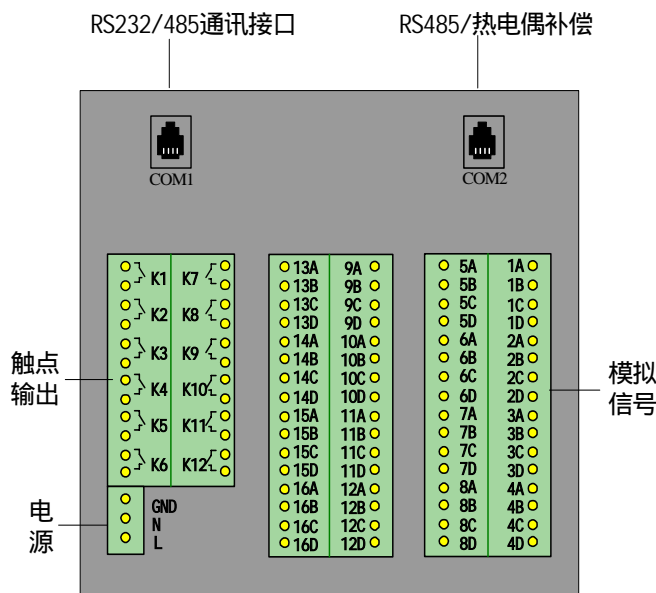 RS232/485通讯接口 RS485/热电偶补偿
COM1 COM2
K1 K7
K2 K8
K3 K9
K4 K10
K5 K11
K6 K12
GND
N
L
13A 9A
13B 9B
13C 9C
13D 9D
14A 10A
14B 10B
14C 10C
14D 10D
15A 11A
15B 11B
15C 11C
15D 11D
16A 12A
16B 12B
16C 12C
16D 12D
5A 1A
5B 1B
5C 1C
5D 1D
6A 2A
6B 2B
6C 2C
6D 2D
7A 3A
7B 3B
7C 3C
7D 3D
8A 4A
8B 4B
8C 4C
8D 4D
触点
输出
电
源
模拟
信号